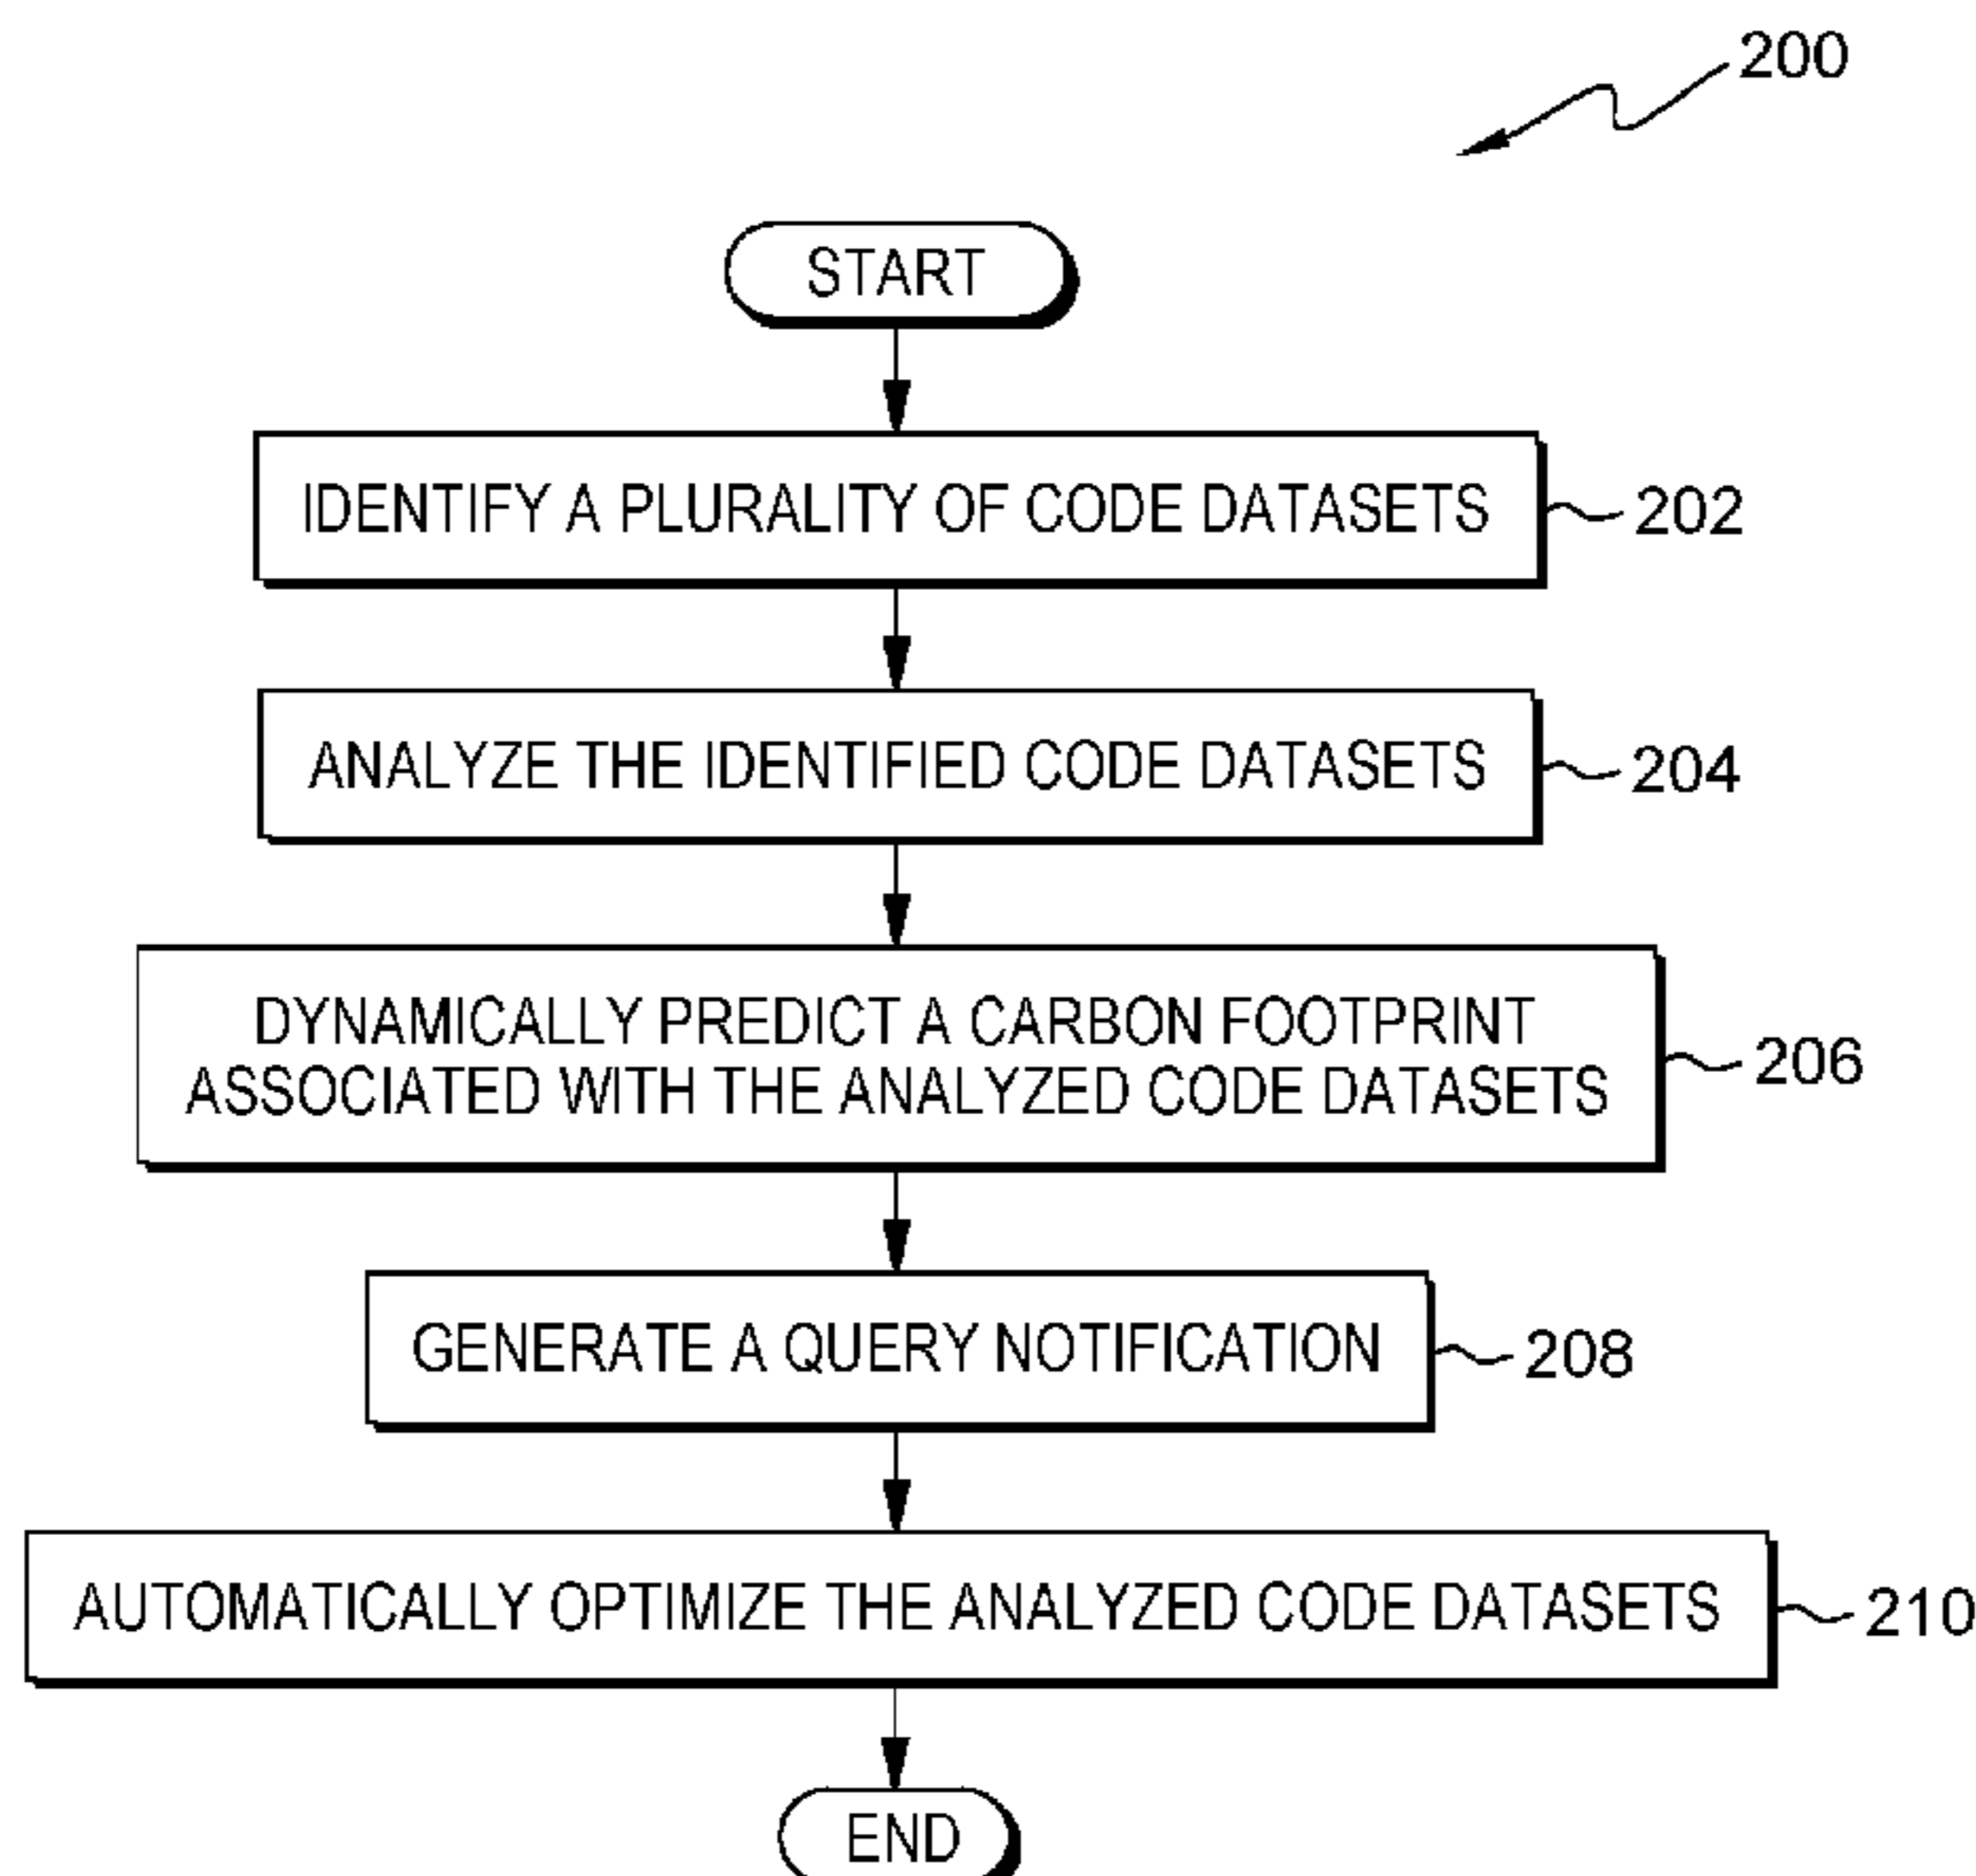 200
START
IDENTIFY A PLURALITY OF CODE DATASETS
202
ANALYZE THE IDENTIFIED CODE DATASETS
204
DYNAMICALLY PREDICT A CARBON FOOTPRINT
ASSOCIATED WITH THE ANALYZED CODE DATASETS
206
GENERATE A QUERY NOTIFICATION
208
AUTOMATICALLY OPTIMIZE THE ANALYZED CODE DATASETS
210
END